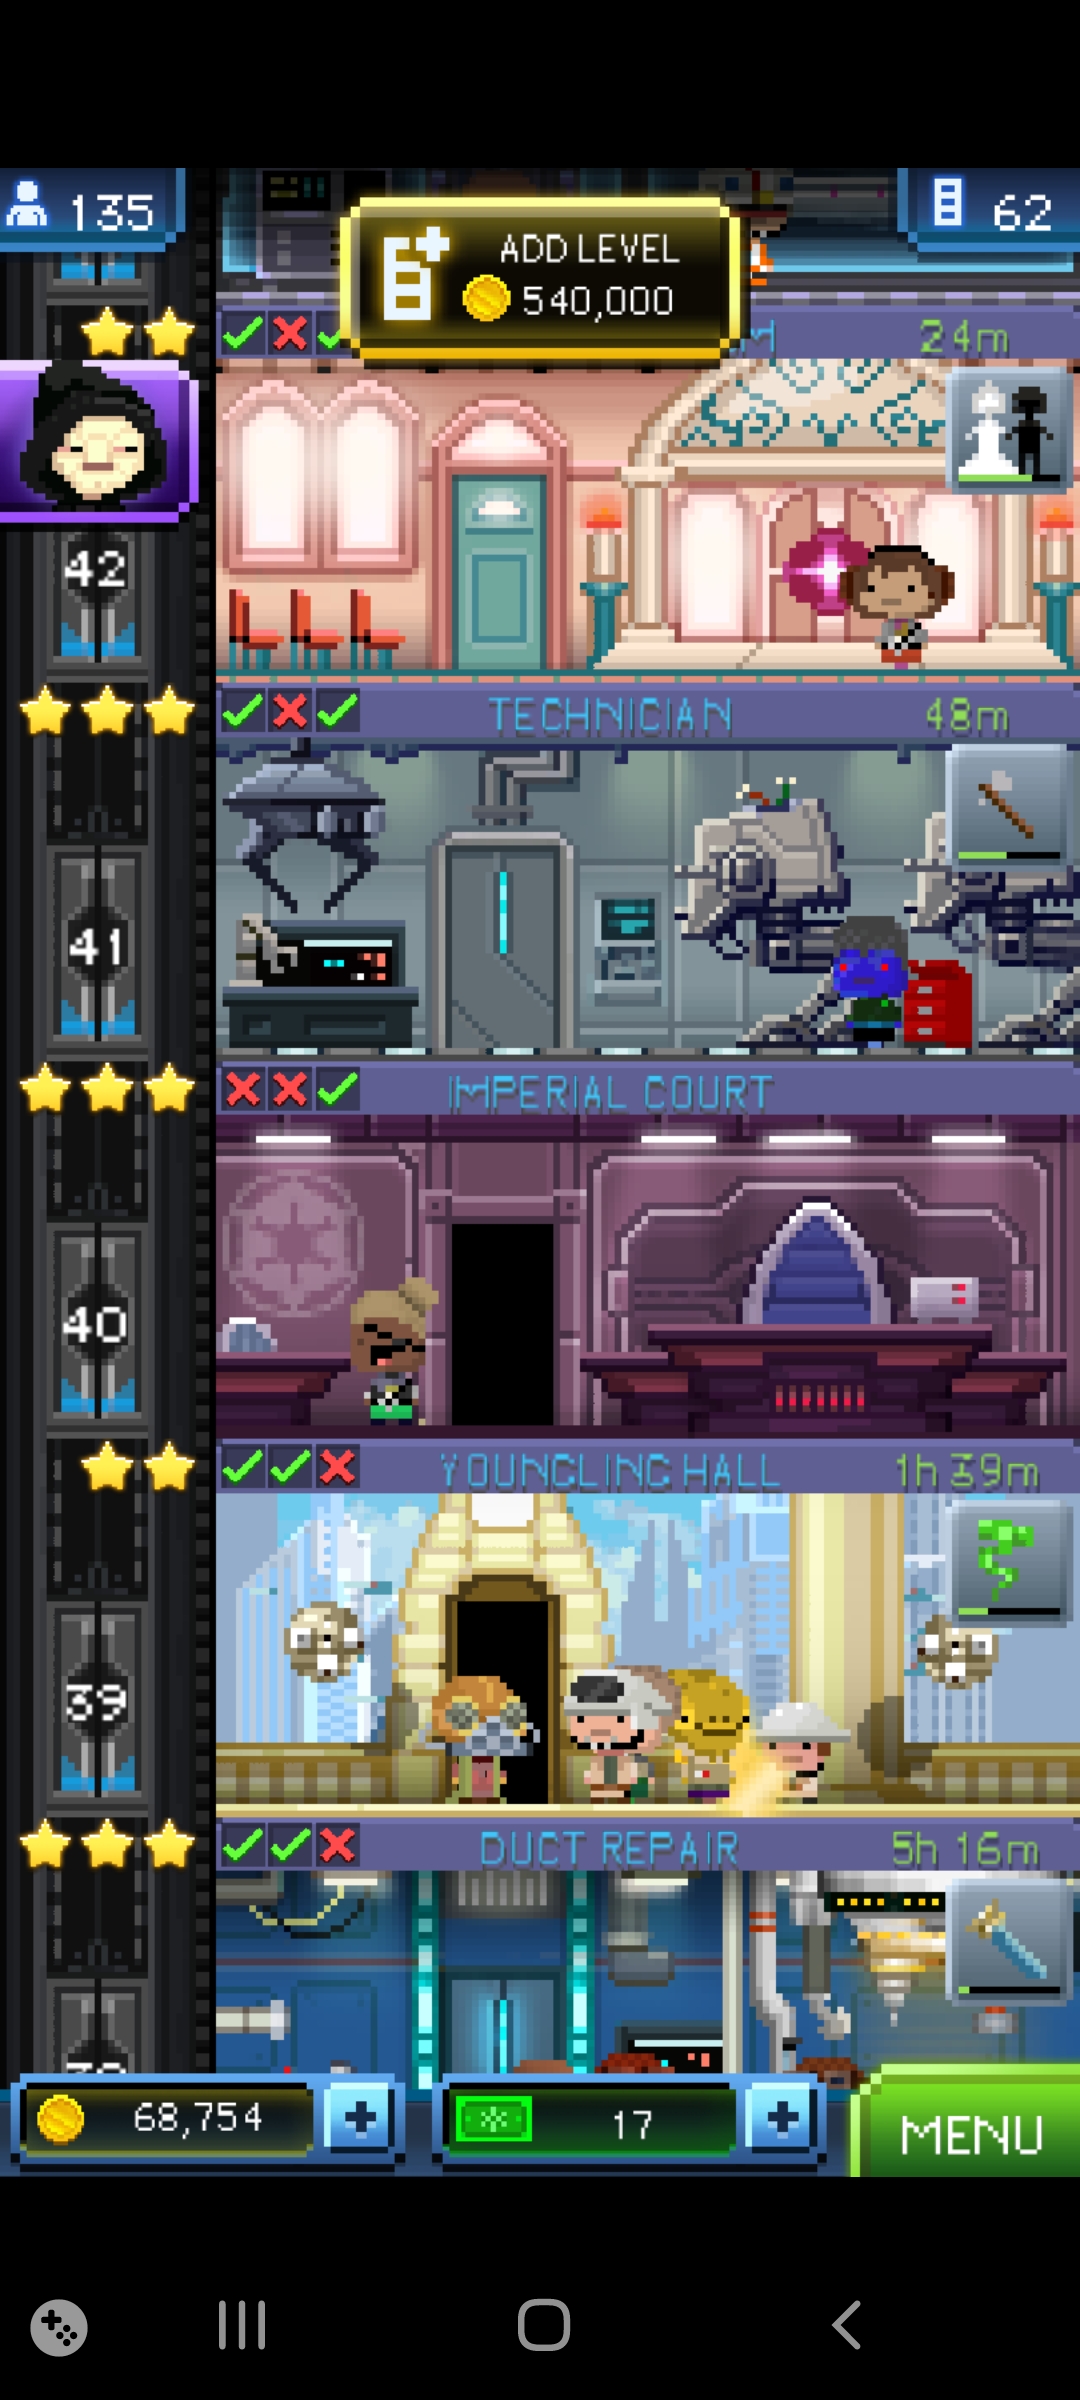 135
ADD LEVEL
540,000
62
24m
42
TECHNICIAN
48m
41
IMPERIAL COURT
40
YOUNGLING HALL
1h 39m
39
DUCT REPAIR
5h 16m
68,754
17
MENU